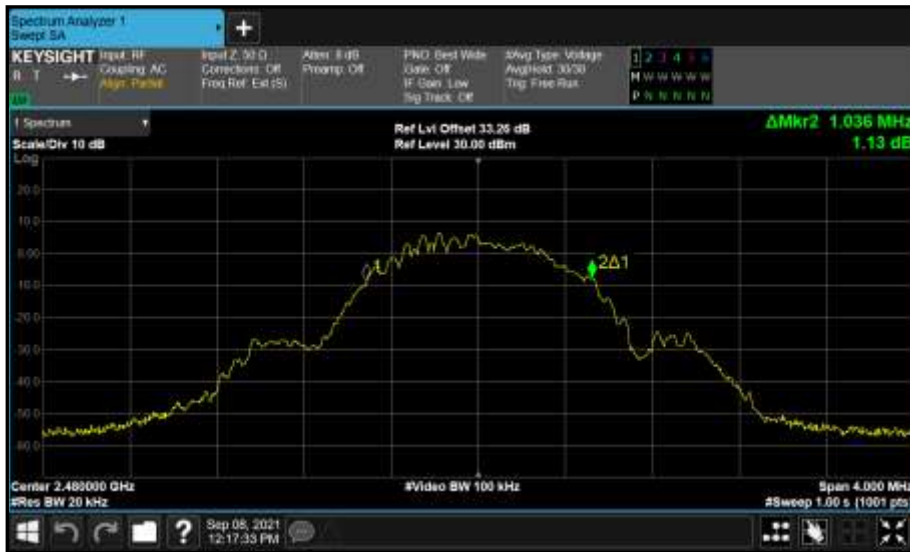 Spectrum Analyzer 1
Swept SA
+
KEYSIGHT
R T
Input: RF
Coupling: AC
Align: Partial
Input Z: 50 Ω
Corrections: Off
Freq Ref: Ext (S)
Atten: 8 dB
Preamp: Off
PNO: Best Wide
Gate: Off
IF Gain: Low
Sig Track: Off
#Avg Type: Voltage
Avg|Hold: 30/30
Trig: Free Run
1 2 3 4 5 6
M W W W W W
P N N N N N
1 Spectrum
Scale/Div 10 dB
Ref Lvl Offset 33.26 dB
Ref Level 30.00 dBm
ΔMkr2 1.036 MHz
1.13 dB
Log
20.0
10.0
0.00
-10.0
-20.0
-30.0
-40.0
-50.0
-60.0
2Δ1
Center 2.480000 GHz
#Res BW 20 kHz
#Video BW 100 kHz
Span 4.000 MHz
#Sweep 1.00 s (1001 pts)
?
Sep 08, 2021
12:17:33 PM